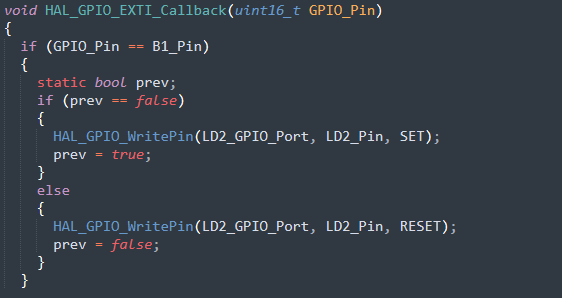 void HAL_GPIO_EXTI_Callback(uint16_t GPIO_Pin)
{
  if (GPIO_Pin == B1_Pin)
  {
    static bool prev;
    if (prev == false)
    {
      HAL_GPIO_WritePin(LD2_GPIO_Port, LD2_Pin, SET);
      prev = true;
    }
    else
    {
      HAL_GPIO_WritePin(LD2_GPIO_Port, LD2_Pin, RESET);
      prev = false;
    }
  }